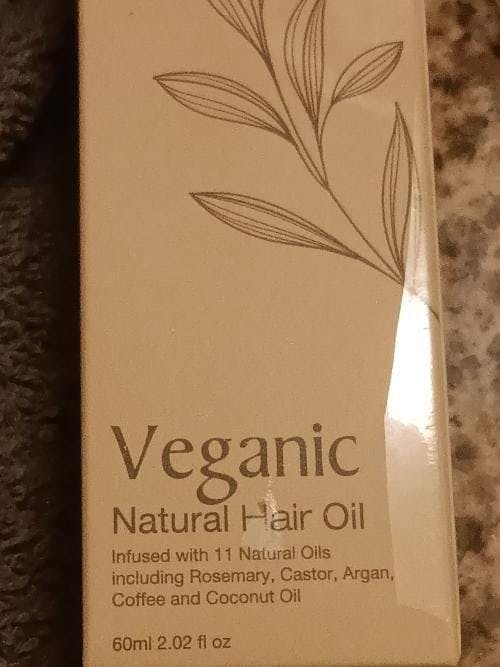 Veganic
Natural Hair Oil
Infused with 11 Natural Oils
including Rosemary, Castor, Argan,
Coffee and Coconut Oil
60ml 2.02 fl oz